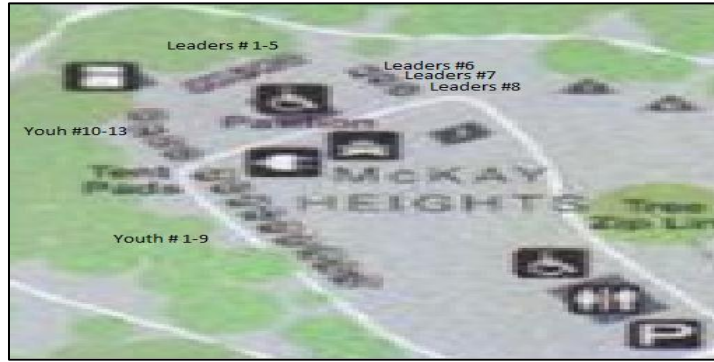 Leaders # 1-5
Leaders #6
Leaders #7
Leaders #8
Pavilion
Youh #10-13
Tent
Pads
McKAY
HEIGHTS
Tree
Zip Lin
Youth # 1-9
P